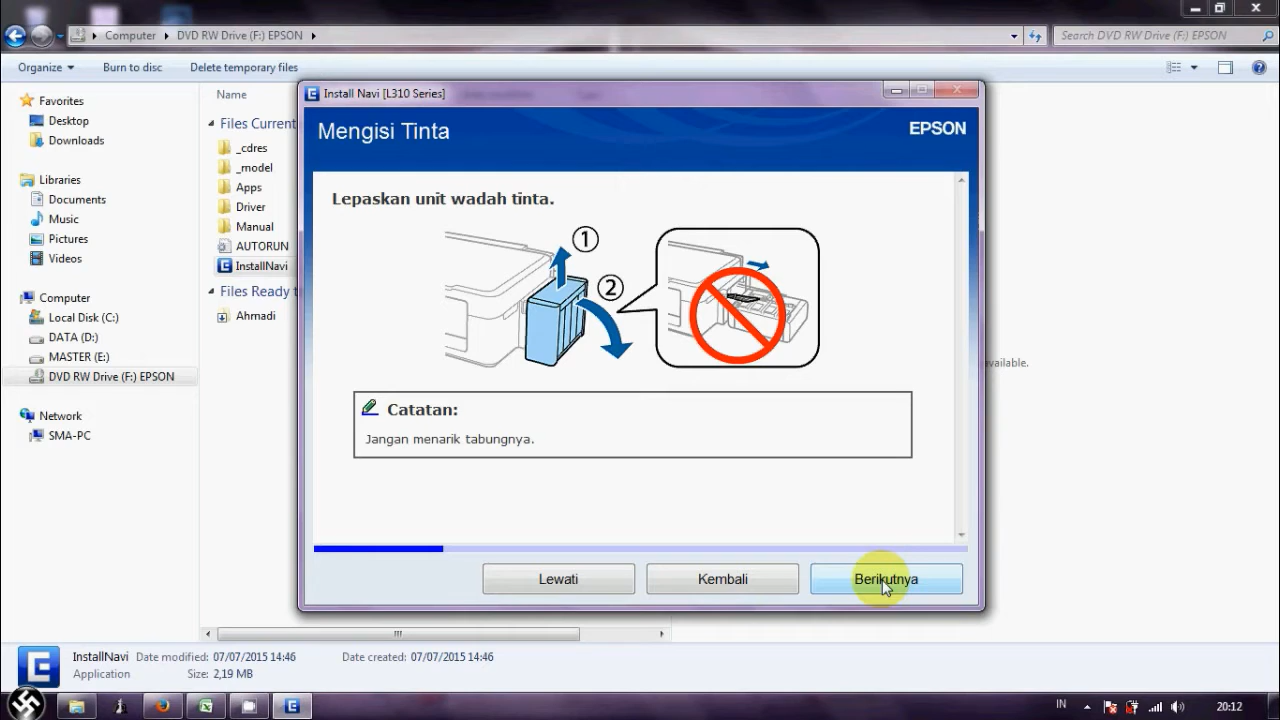 Computer
DVD RW Drive (F:) EPSON
Search DVD RW Drive (F:) EPSON
Organize
Burn to disc
Delete temporary files
Favorites
Desktop
Downloads
Libraries
Documents
Music
Pictures
Videos
Computer
Local Disk (C:)
DATA (D:)
MASTER (E:)
DVD RW Drive (F:) EPSON
Network
SMA-PC
Name
Files Current
_cdres
_model
Apps
Driver
Manual
AUTORUN
InstallNavi
Files Ready t
Ahmadi
Install Navi [L310 Series]
Mengisi Tinta
EPSON
Lepaskan unit wadah tinta.
1
2
Catatan:
Jangan menarik tabungnya.
Lewati
Kembali
Berikutnya
available.
InstallNavi
Date modified: 07/07/2015 14:46
Date created: 07/07/2015 14:46
Application
Size: 2,19 MB
IN
20:12